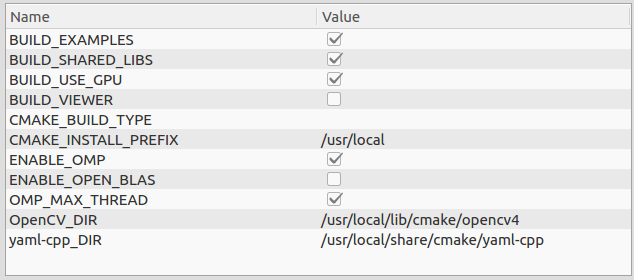 Name Value
BUILD_EXAMPLES
BUILD_SHARED_LIBS
BUILD_USE_GPU
BUILD_VIEWER
CMAKE_BUILD_TYPE
CMAKE_INSTALL_PREFIX /usr/local
ENABLE_OMP
ENABLE_OPEN_BLAS
OMP_MAX_THREAD
OpenCV_DIR /usr/local/lib/cmake/opencv4
yaml-cpp_DIR /usr/local/share/cmake/yaml-cpp